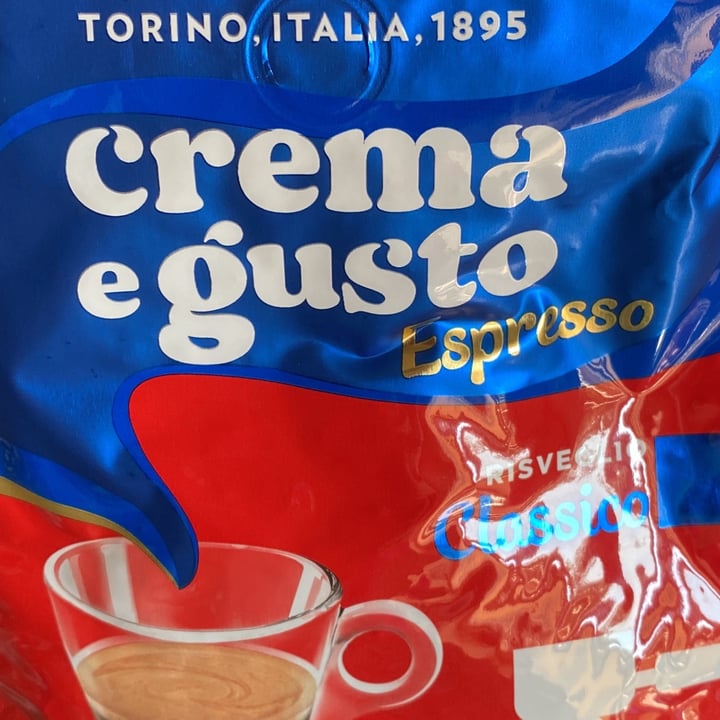 TORINO, ITALIA, 1895
crema
e gusto
Espresso
RISVEGLIO
Classico